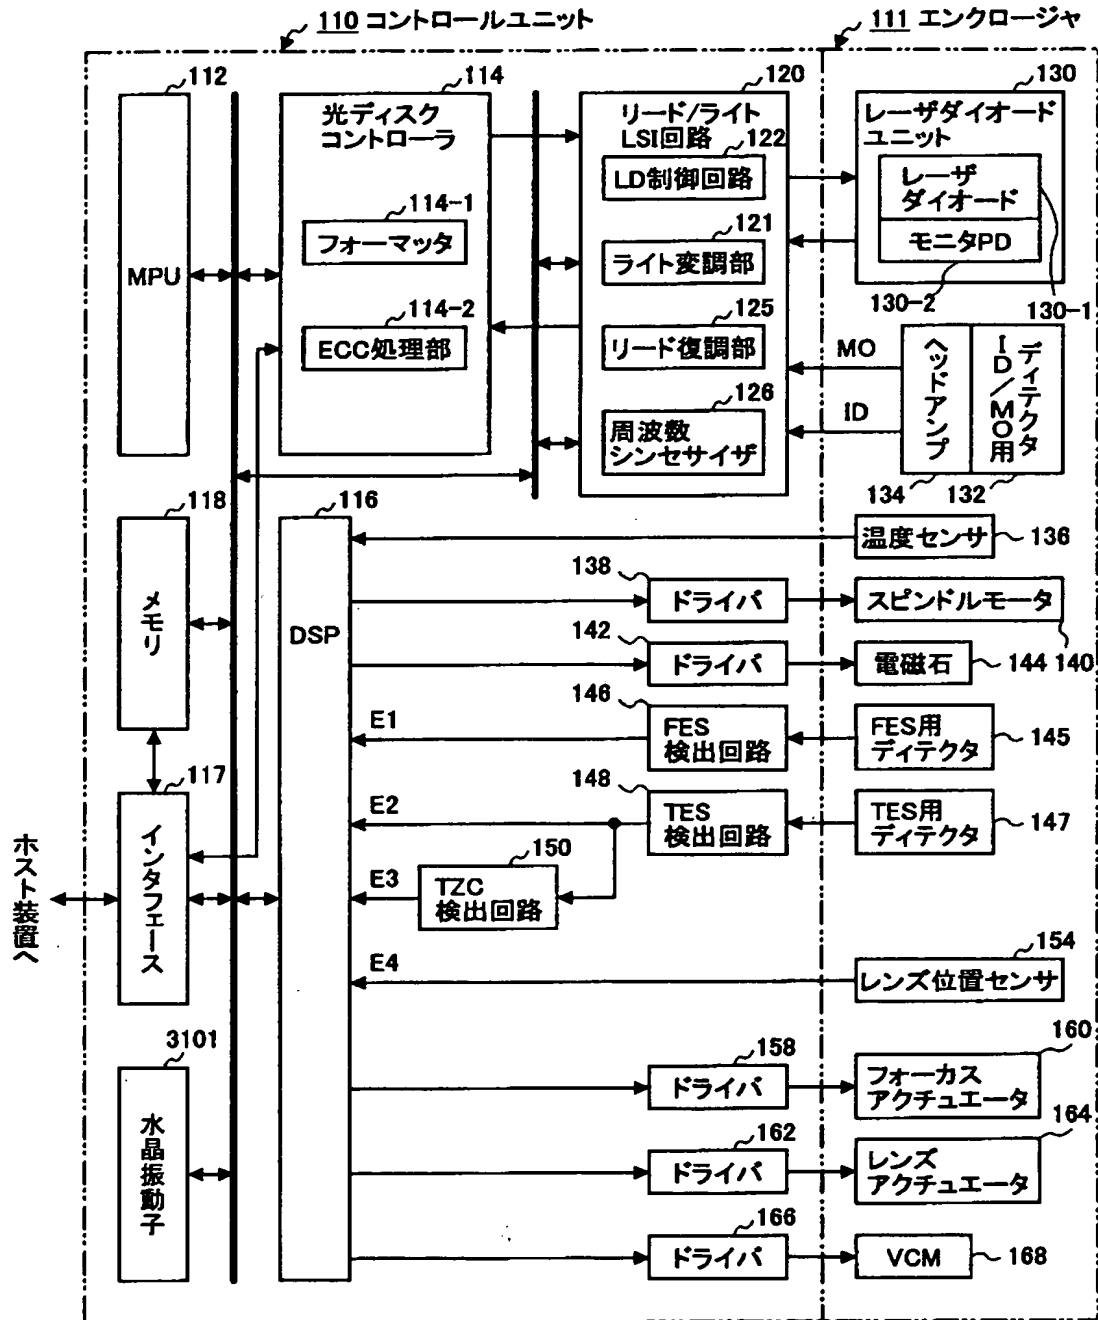 110 コントロールユニット
111 エンクロージャ
112
MPU
114
光ディスク
コントローラ
114-1
フォーマッタ
114-2
ECC処理部
120
リード/ライト
LSI回路
122
LD制御回路
121
ライト変調部
125
リード復調部
126
周波数
シンセサイザ
130
レーザダイオード
ユニット
レーザ
ダイオード
モニタPD
130-2
130-1
MO
ID
ヘッドアンプ
ディテクタ
ID/MO用
134
132
118
メモリ
116
DSP
温度センサ
136
138
ドライバ
スピンドルモータ
140
142
ドライバ
電磁石
144
146
E1
FES
検出回路
FES用
ディテクタ
145
148
E2
TES
検出回路
TES用
ディテクタ
147
150
E3
TZC
検出回路
117
インタフェース
ホスト装置へ
E4
154
レンズ位置センサ
3101
水晶振動子
158
ドライバ
160
フォーカス
アクチュエータ
162
ドライバ
164
レンズ
アクチュエータ
166
ドライバ
VCM
168